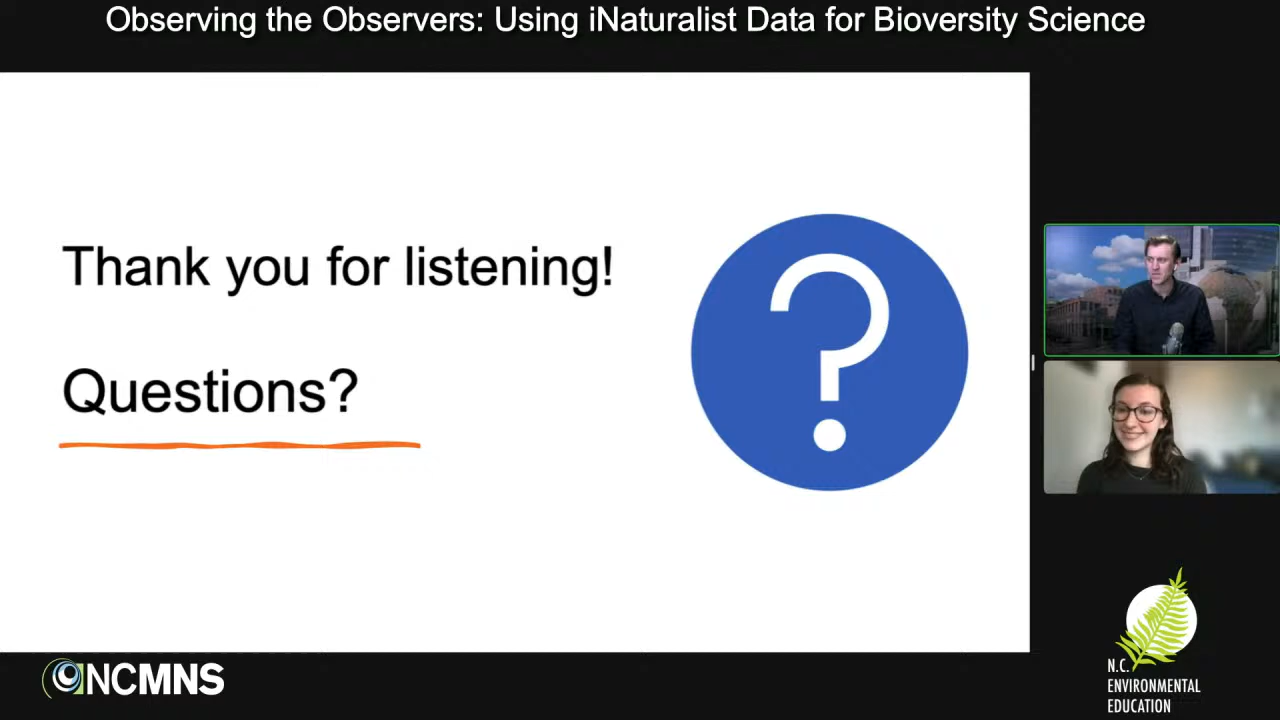 Observing the Observers: Using iNaturalist Data for Bioversity Science
Thank you for listening!
Questions?
?
NCMNS
N.C.
ENVIRONMENTAL
EDUCATION